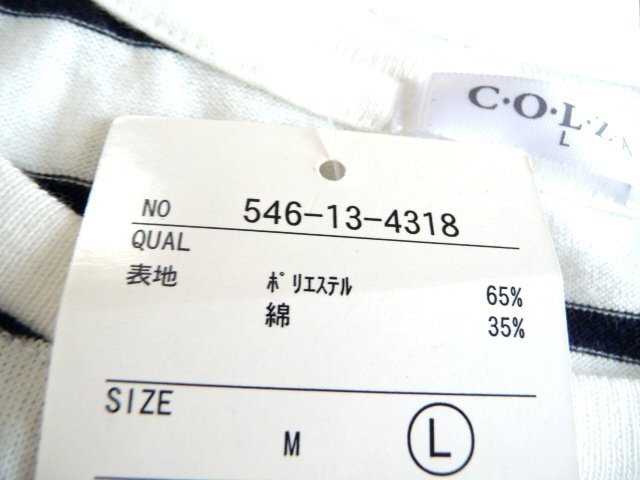 C·O·L·Z·A
L
NO 546-13-4318
QUAL
表地 ﾎﾟﾘｴｽﾃﾙ 65%
綿 35%
SIZE
M L